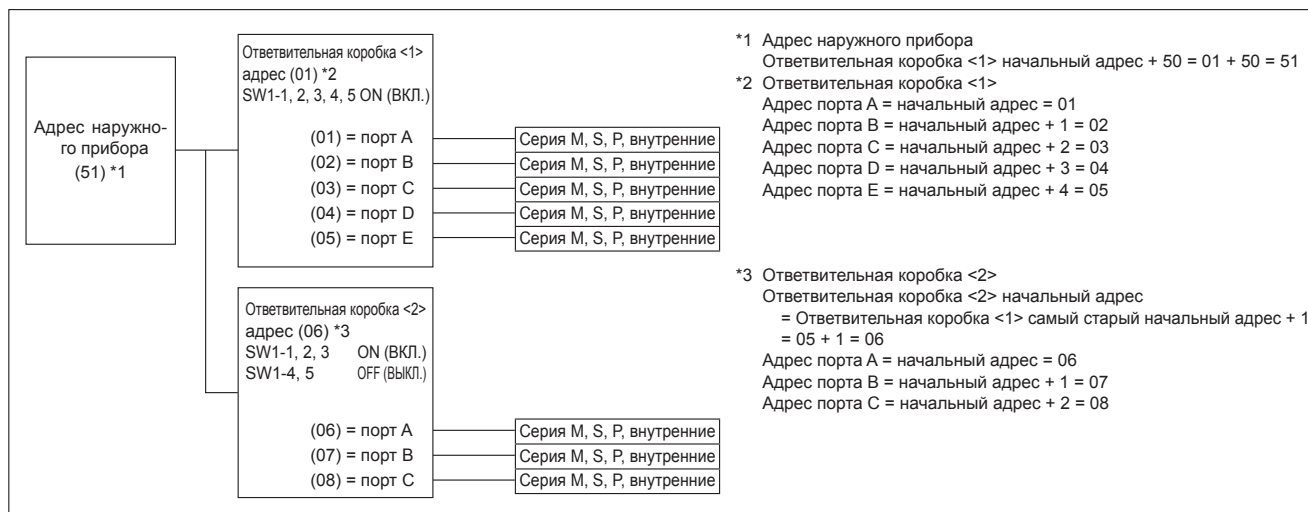 Адрес наружно-
го прибора
(51) *1
Ответвительная коробка <1>
адрес (01) *2
SW1-1, 2, 3, 4, 5 ON (ВКЛ.)
(01) = порт A
(02) = порт B
(03) = порт C
(04) = порт D
(05) = порт E
Серия M, S, P, внутренние
Серия M, S, P, внутренние
Серия M, S, P, внутренние
Серия M, S, P, внутренние
Серия M, S, P, внутренние
Ответвительная коробка <2>
адрес (06) *3
SW1-1, 2, 3 ON (ВКЛ.)
SW1-4, 5 OFF (ВЫКЛ.)
(06) = порт A
(07) = порт B
(08) = порт C
Серия M, S, P, внутренние
Серия M, S, P, внутренние
Серия M, S, P, внутренние
*1 Адрес наружного прибора
Ответвительная коробка <1> начальный адрес + 50 = 01 + 50 = 51
*2 Ответвительная коробка <1>
Адрес порта A = начальный адрес = 01
Адрес порта B = начальный адрес + 1 = 02
Адрес порта C = начальный адрес + 2 = 03
Адрес порта D = начальный адрес + 3 = 04
Адрес порта E = начальный адрес + 4 = 05
*3 Ответвительная коробка <2>
Ответвительная коробка <2> начальный адрес
= Ответвительная коробка <1> самый старый начальный адрес + 1
= 05 + 1 = 06
Адрес порта A = начальный адрес = 06
Адрес порта B = начальный адрес + 1 = 07
Адрес порта C = начальный адрес + 2 = 08